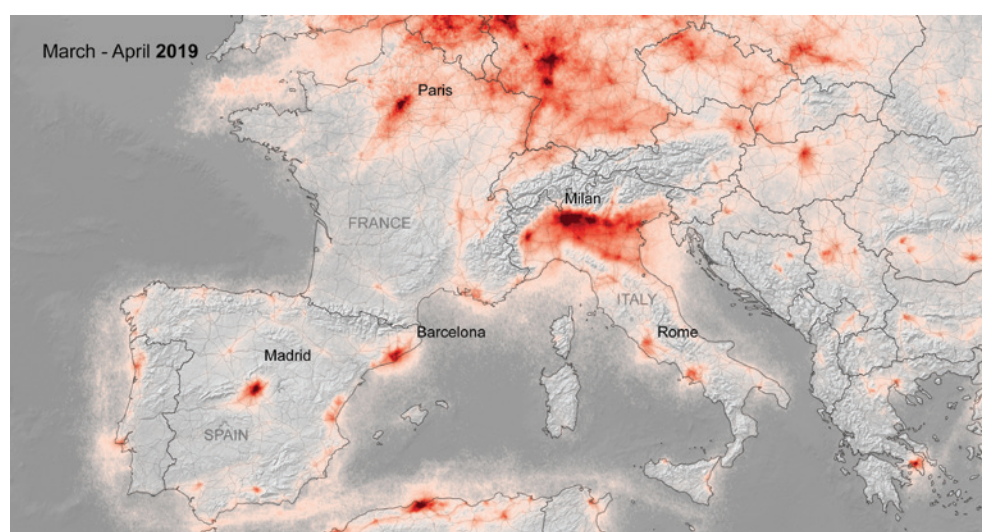 March - April 2019
Paris
Milan
FRANCE
ITALY
Barcelona
Rome
Madrid
SPAIN